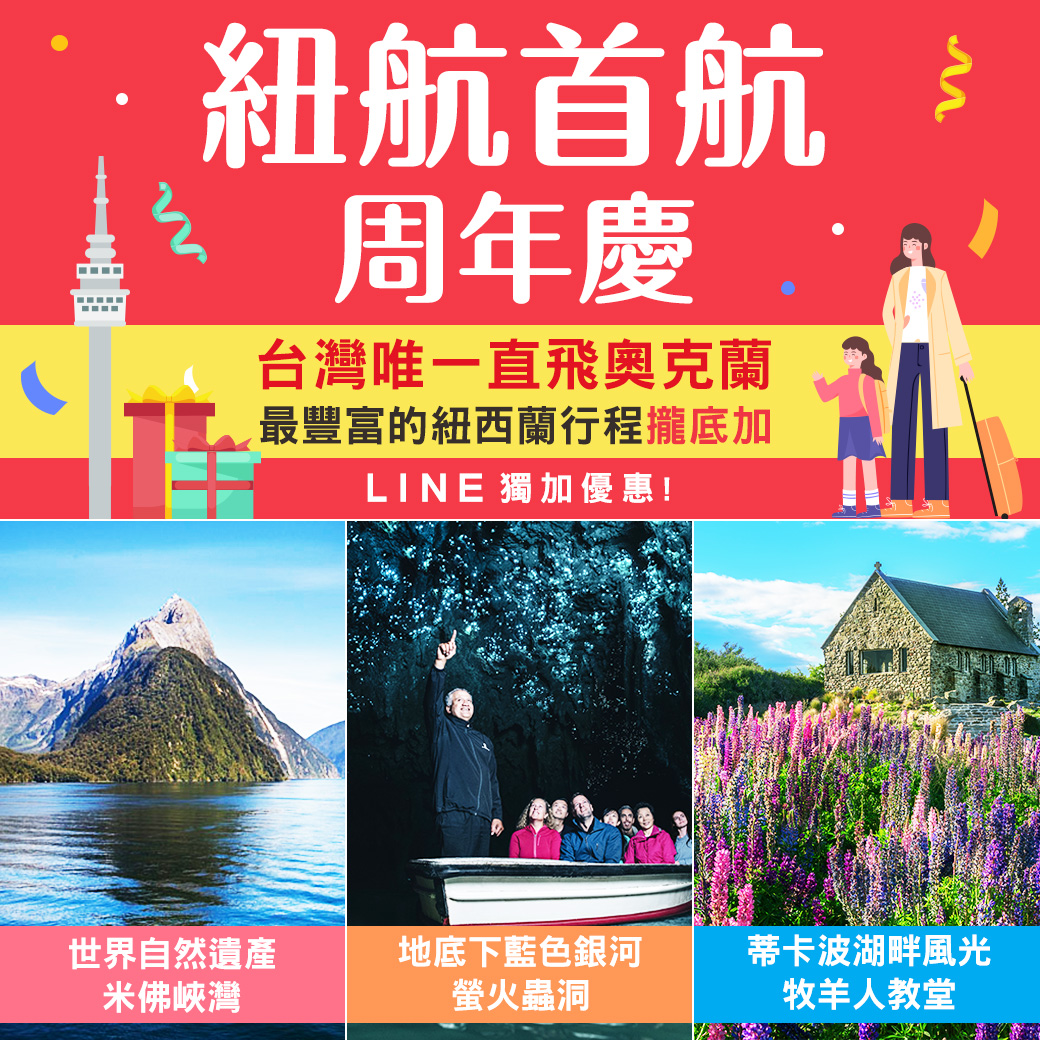 紐航首航
周年慶
台灣唯一直飛奧克蘭
最豐富的紐西蘭行程攏底加
LINE 獨加優惠!
世界自然遺產
米佛峽灣
地底下藍色銀河
螢火蟲洞
蒂卡波湖畔風光
牧羊人教堂